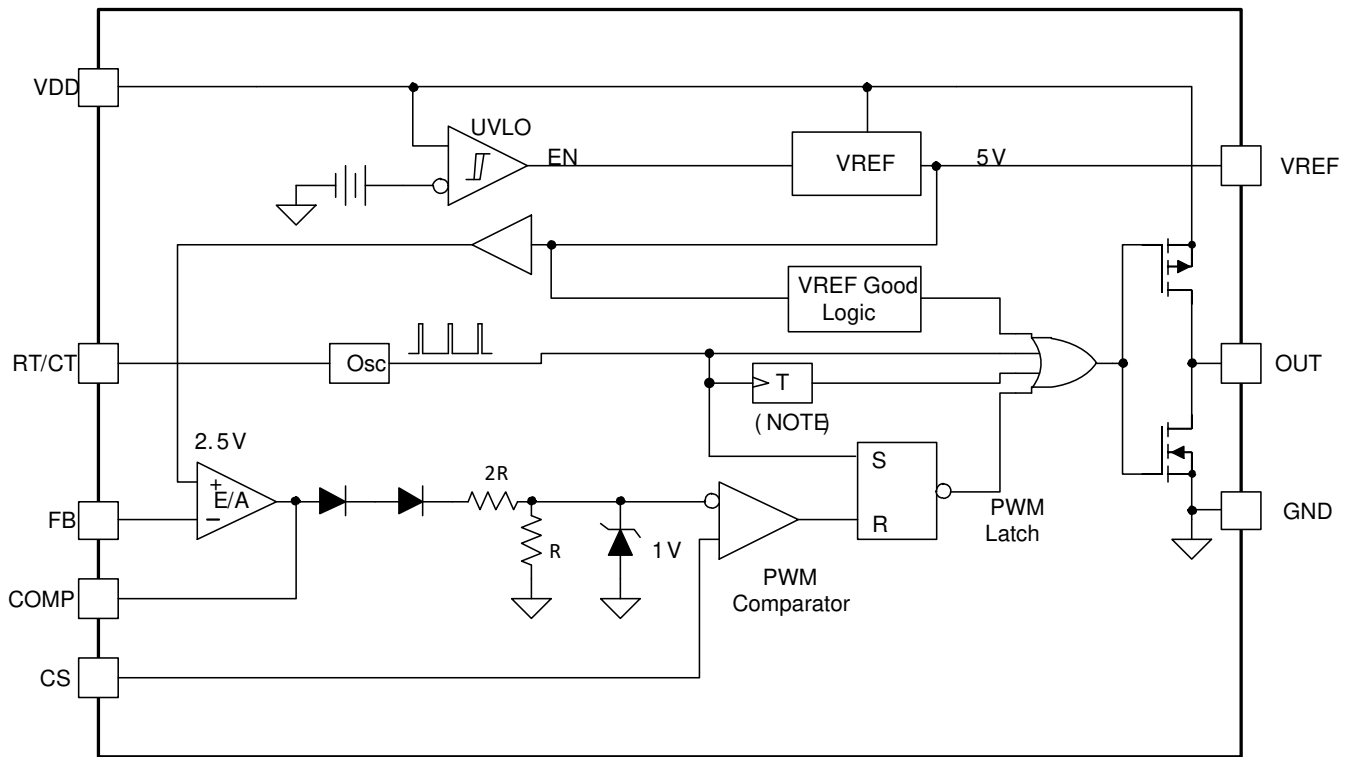 VDD
UVLO
EN
VREF
5V
VREF
VREF Good
Logic
RT/CT
Osc
T
(NOTE)
OUT
2.5V
+
E/A
−
FB
2R
R
1V
S
R
PWM
Latch
GND
COMP
PWM
Comparator
CS